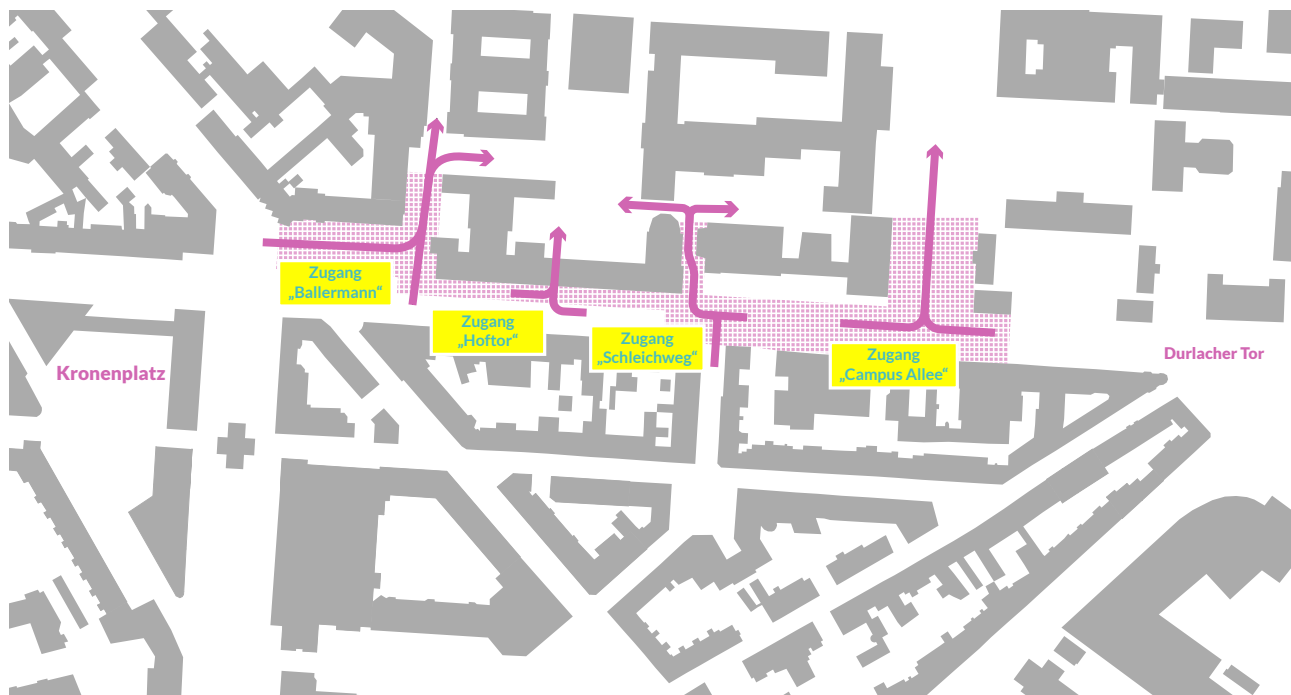 Zugang
„Ballermann“
Zugang
„Hoftor“
Zugang
„Schleichweg“
Zugang
„Campus Allee“
Kronenplatz
Durlacher Tor